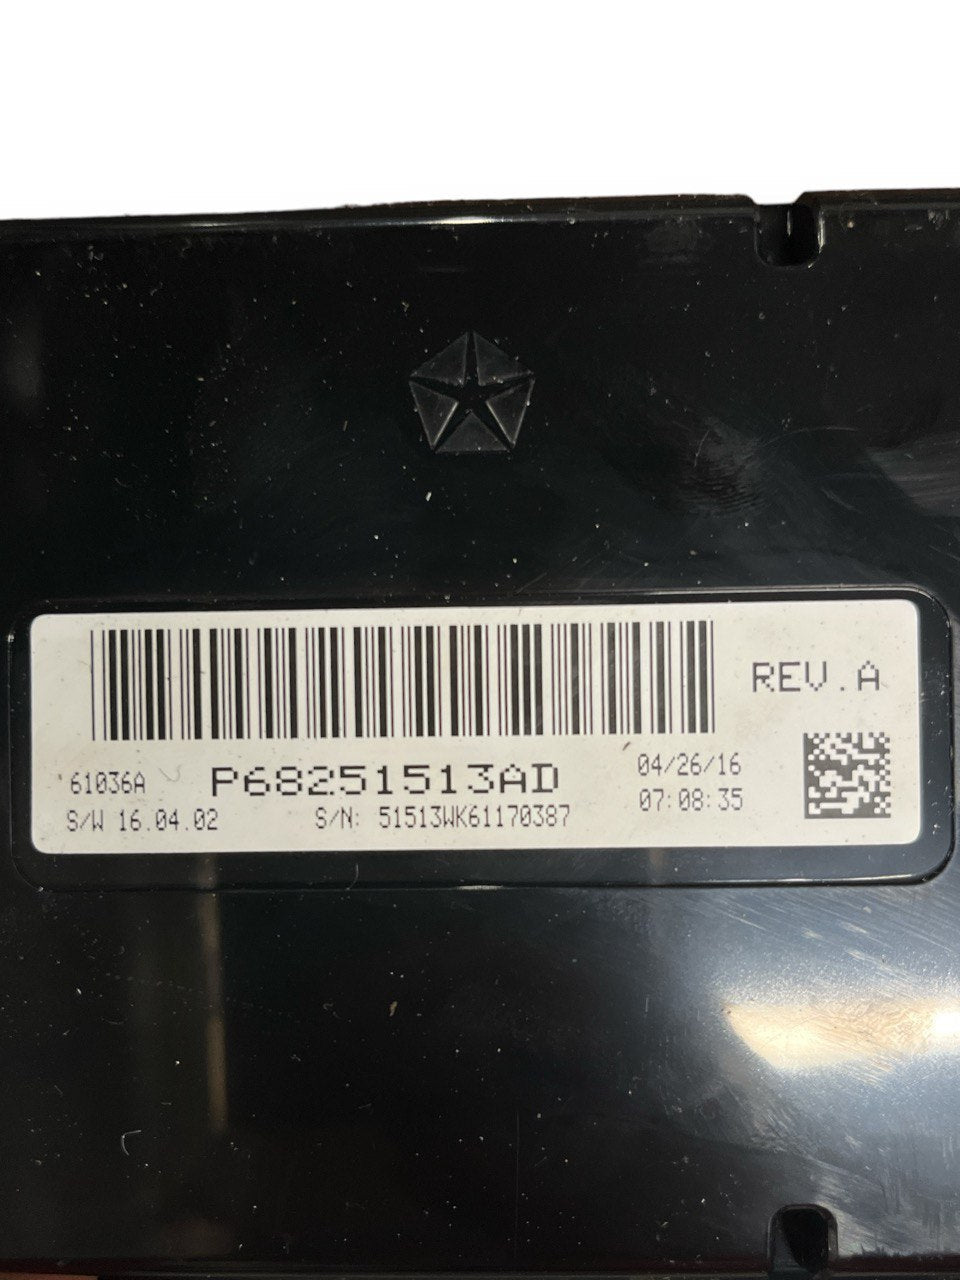 REV.A
61036A P68251513AD 04/26/16
07:08:35
S/W 16.04.02 S/N: 51513WK61170387